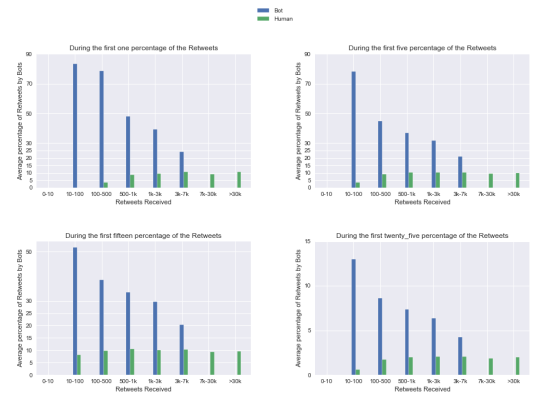 Bot
Human
During the first one percentage of the Retweets
Average percentage of Retweets by Bots
90
70
50
30
25
20
15
10
5
0
0-10 10-100 100-500 500-1k 1k-3k 3k-7k 7k-30k >30k
Retweets Received
During the first five percentage of the Retweets
Average percentage of Retweets by Bots
90
70
50
30
25
20
15
10
5
0
0-10 10-100 100-500 500-1k 1k-3k 3k-7k 7k-30k >30k
Retweets Received
During the first fifteen percentage of the Retweets
Average percentage of Retweets by Bots
50
30
25
20
15
10
5
0
0-10 10-100 100-500 500-1k 1k-3k 3k-7k 7k-30k >30k
Retweets Received
During the first twenty_five percentage of the Retweets
Average percentage of Retweets by Bots
15
10
5
0
0-10 10-100 100-500 500-1k 1k-3k 3k-7k 7k-30k >30k
Retweets Received